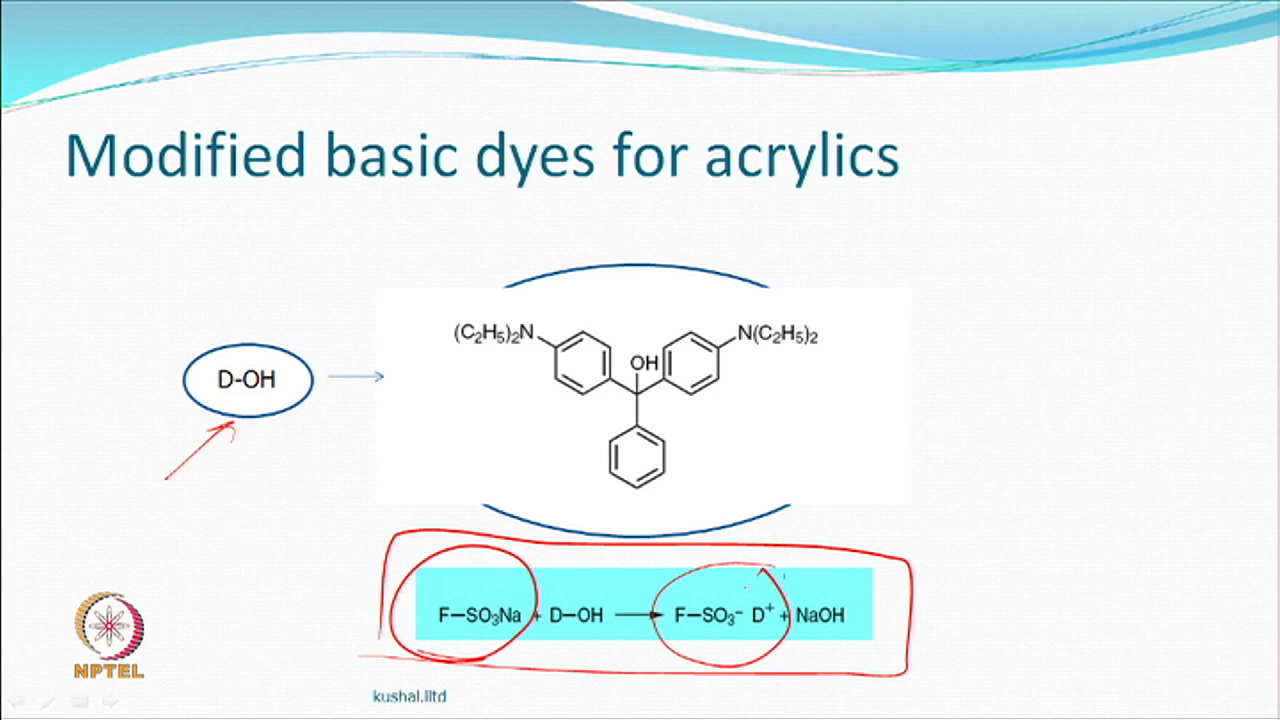 Modified basic dyes for acrylics
(C₂H₅)₂N
N(C₂H₅)₂
OH
D-OH
F–SO₃Na + D–OH ⟶ F–SO₃⁻ D⁺ + NaOH
NPTEL
kushal.iitd